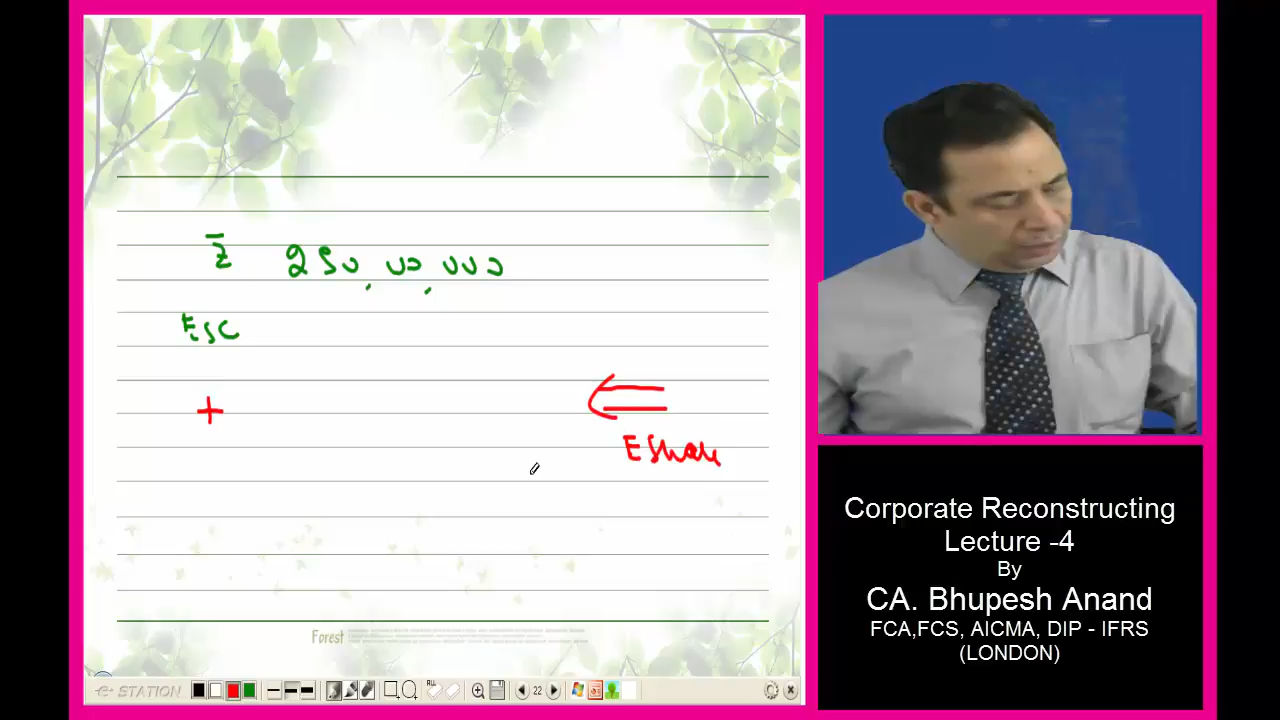 Z̄ 250 00 000
ESC
+
E Share
Forest
e-STATION
22
Corporate Reconstructing
Lecture -4
By
CA. Bhupesh Anand
FCA,FCS, AICMA, DIP - IFRS
(LONDON)